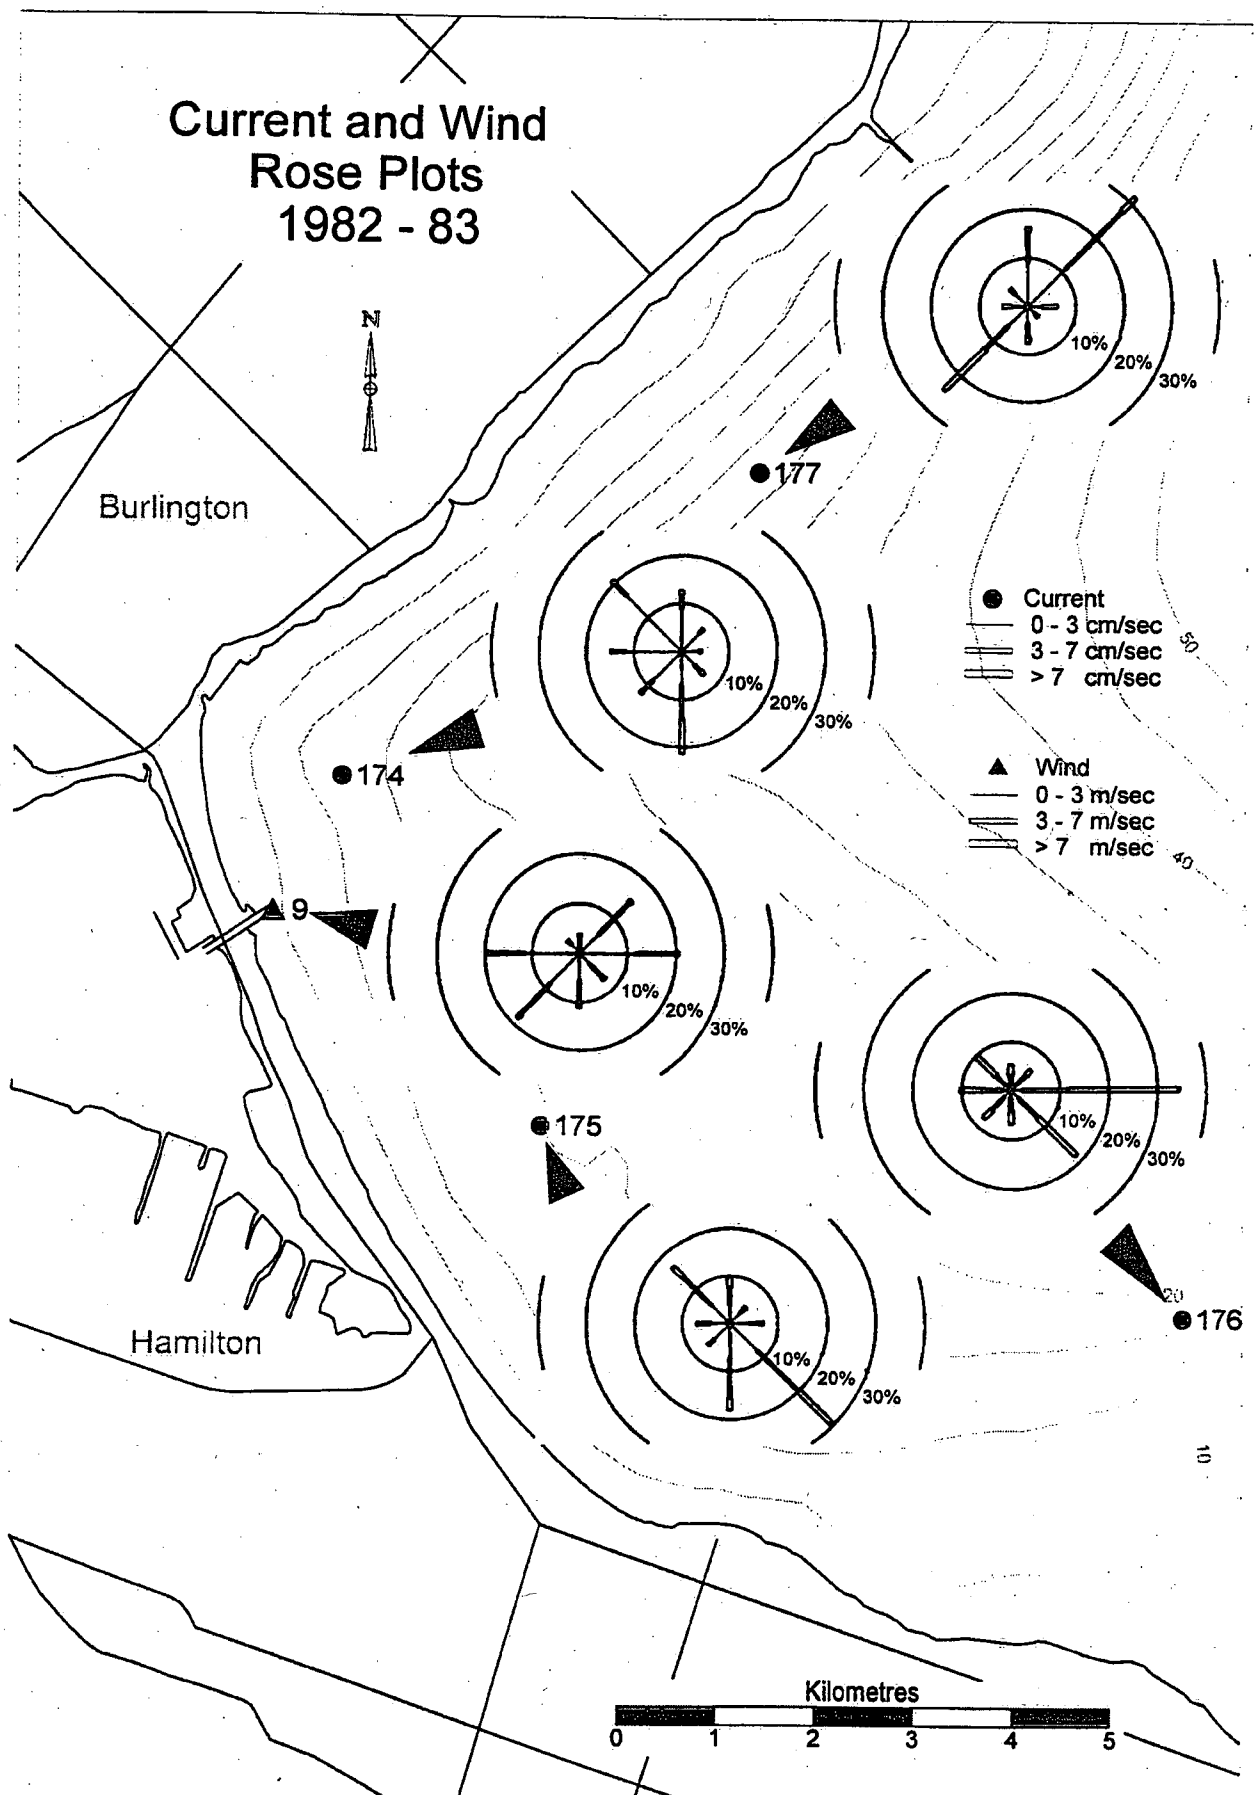 Current and Wind
Rose Plots
1982 - 83
N
10%
20%
30%
177
Burlington
Current
0 - 3 cm/sec
3 - 7 cm/sec
> 7 cm/sec
50
10%
20%
30%
174
Wind
0 - 3 m/sec
3 - 7 m/sec
> 7 m/sec
40
9
10%
20%
30%
175
10%
20%
30%
20
176
Hamilton
10%
20%
30%
10
Kilometres
0 1 2 3 4 5